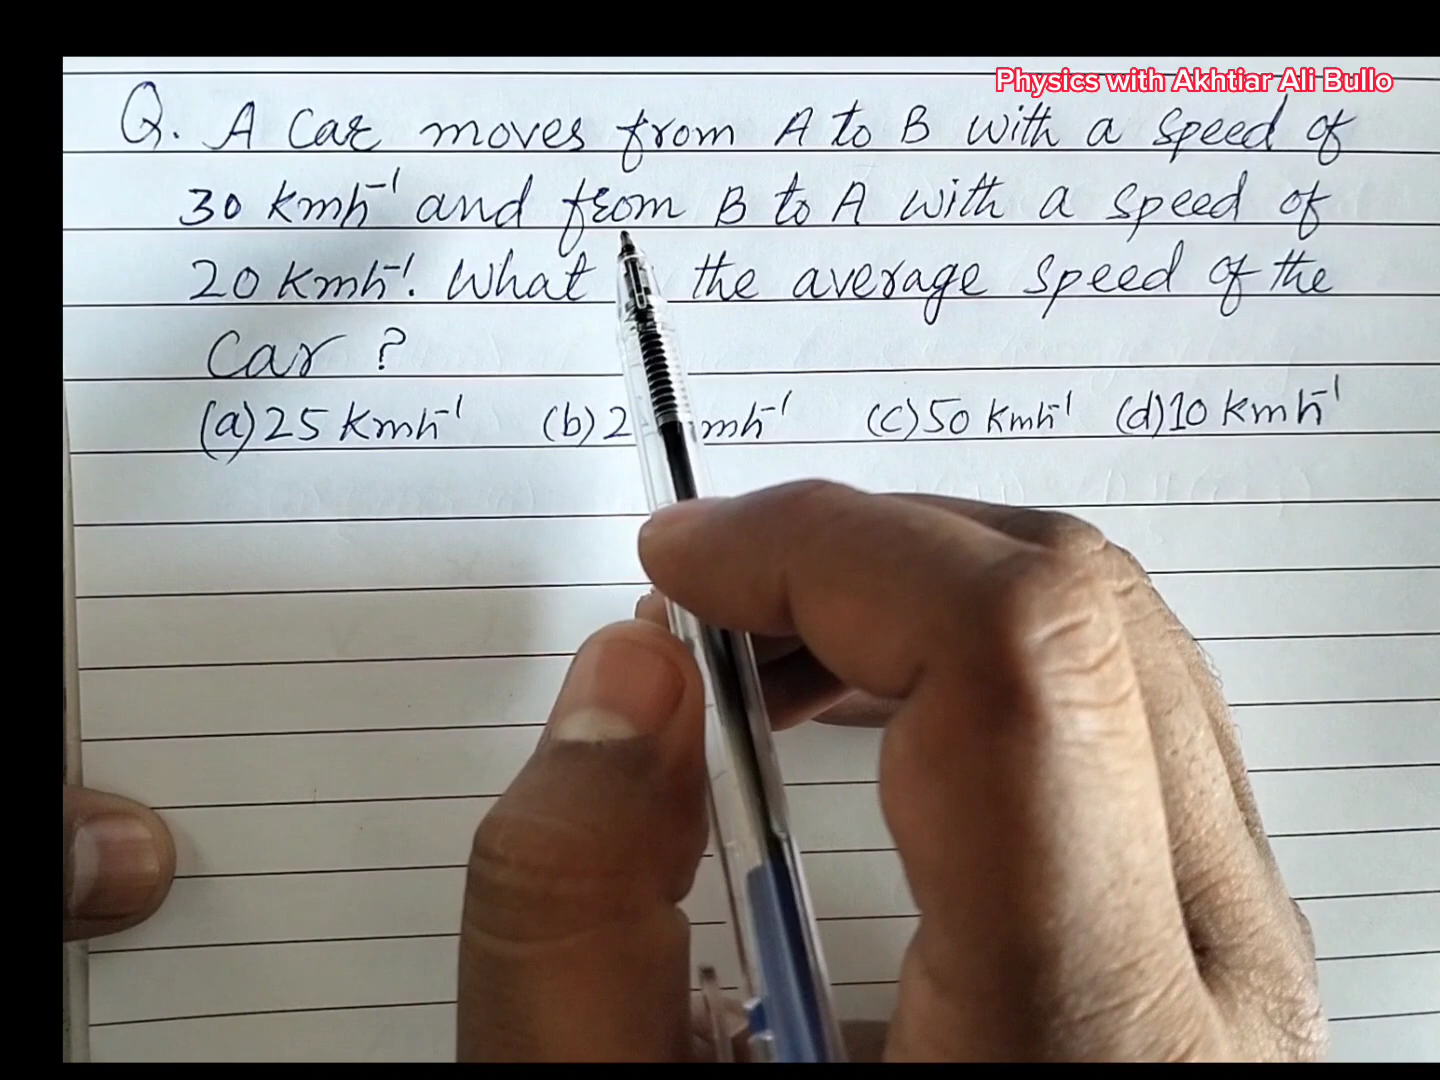 Physics with Akhtiar Ali Bullo
Q. A Car moves from A to B with a speed of
30 Kmh⁻¹ and from B to A with a speed of
20 Kmh⁻¹. What the average speed of the
Car ?
(a) 25 Kmh⁻¹ (b) 2 mh⁻¹ (c) 50 Kmh⁻¹ (d) 10 Kmh⁻¹